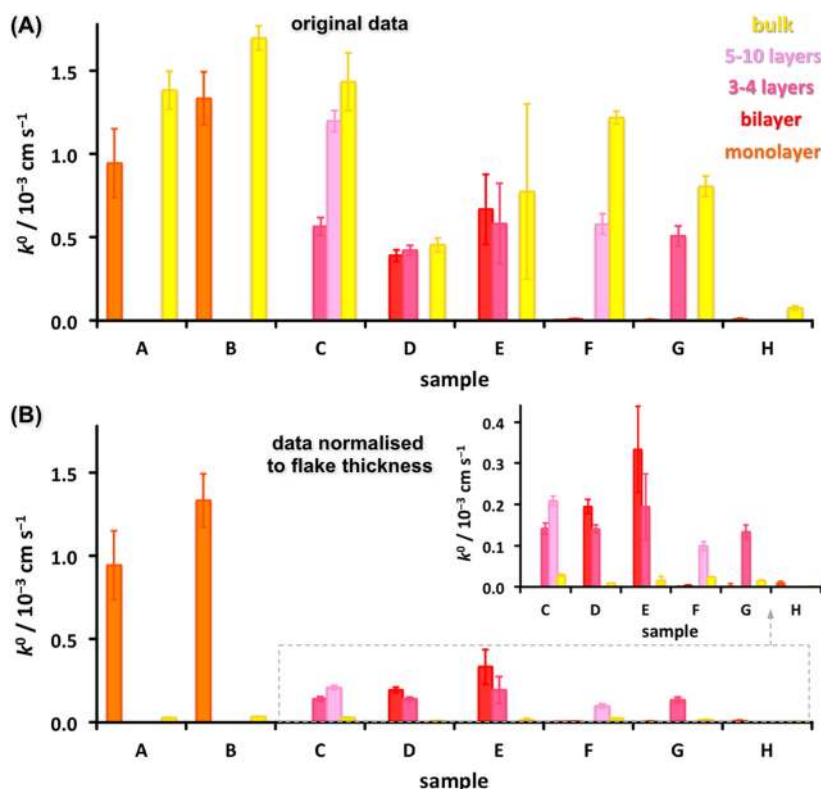 (A)
original data
bulk
5-10 layers
3-4 layers
bilayer
monolayer
k⁰ / 10⁻³ cm s⁻¹
1.5
1.0
0.5
0.0
A B C D E F G H
sample
(B)
data normalised
to flake thickness
k⁰ / 10⁻³ cm s⁻¹
1.5
1.0
0.5
0.0
k⁰ / 10⁻³ cm s⁻¹
0.4
0.3
0.2
0.1
0.0
C D E F G H
sample
A B C D E F G H
sample